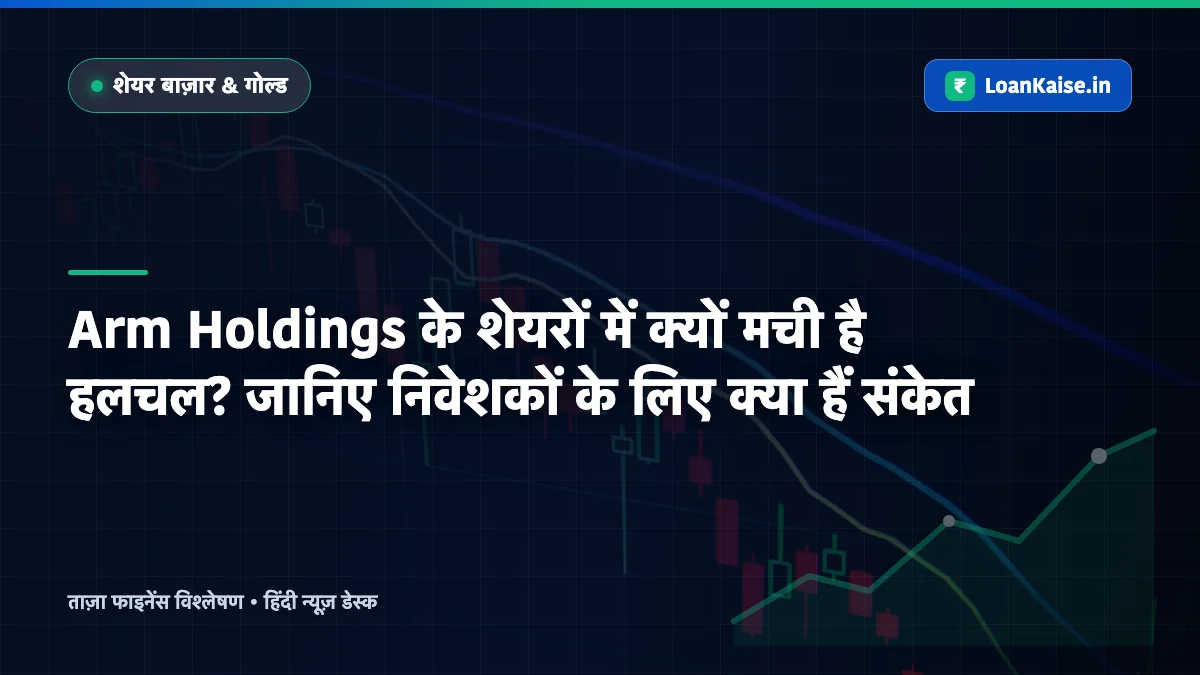 शेयर बाज़ार & गोल्ड
₹ LoanKaise.in
Arm Holdings के शेयरों में क्यों मची है
हलचल? जानिए निवेशकों के लिए क्या हैं संकेत
ताज़ा फाइनेंस विश्लेषण • हिंदी न्यूज़ डेस्क